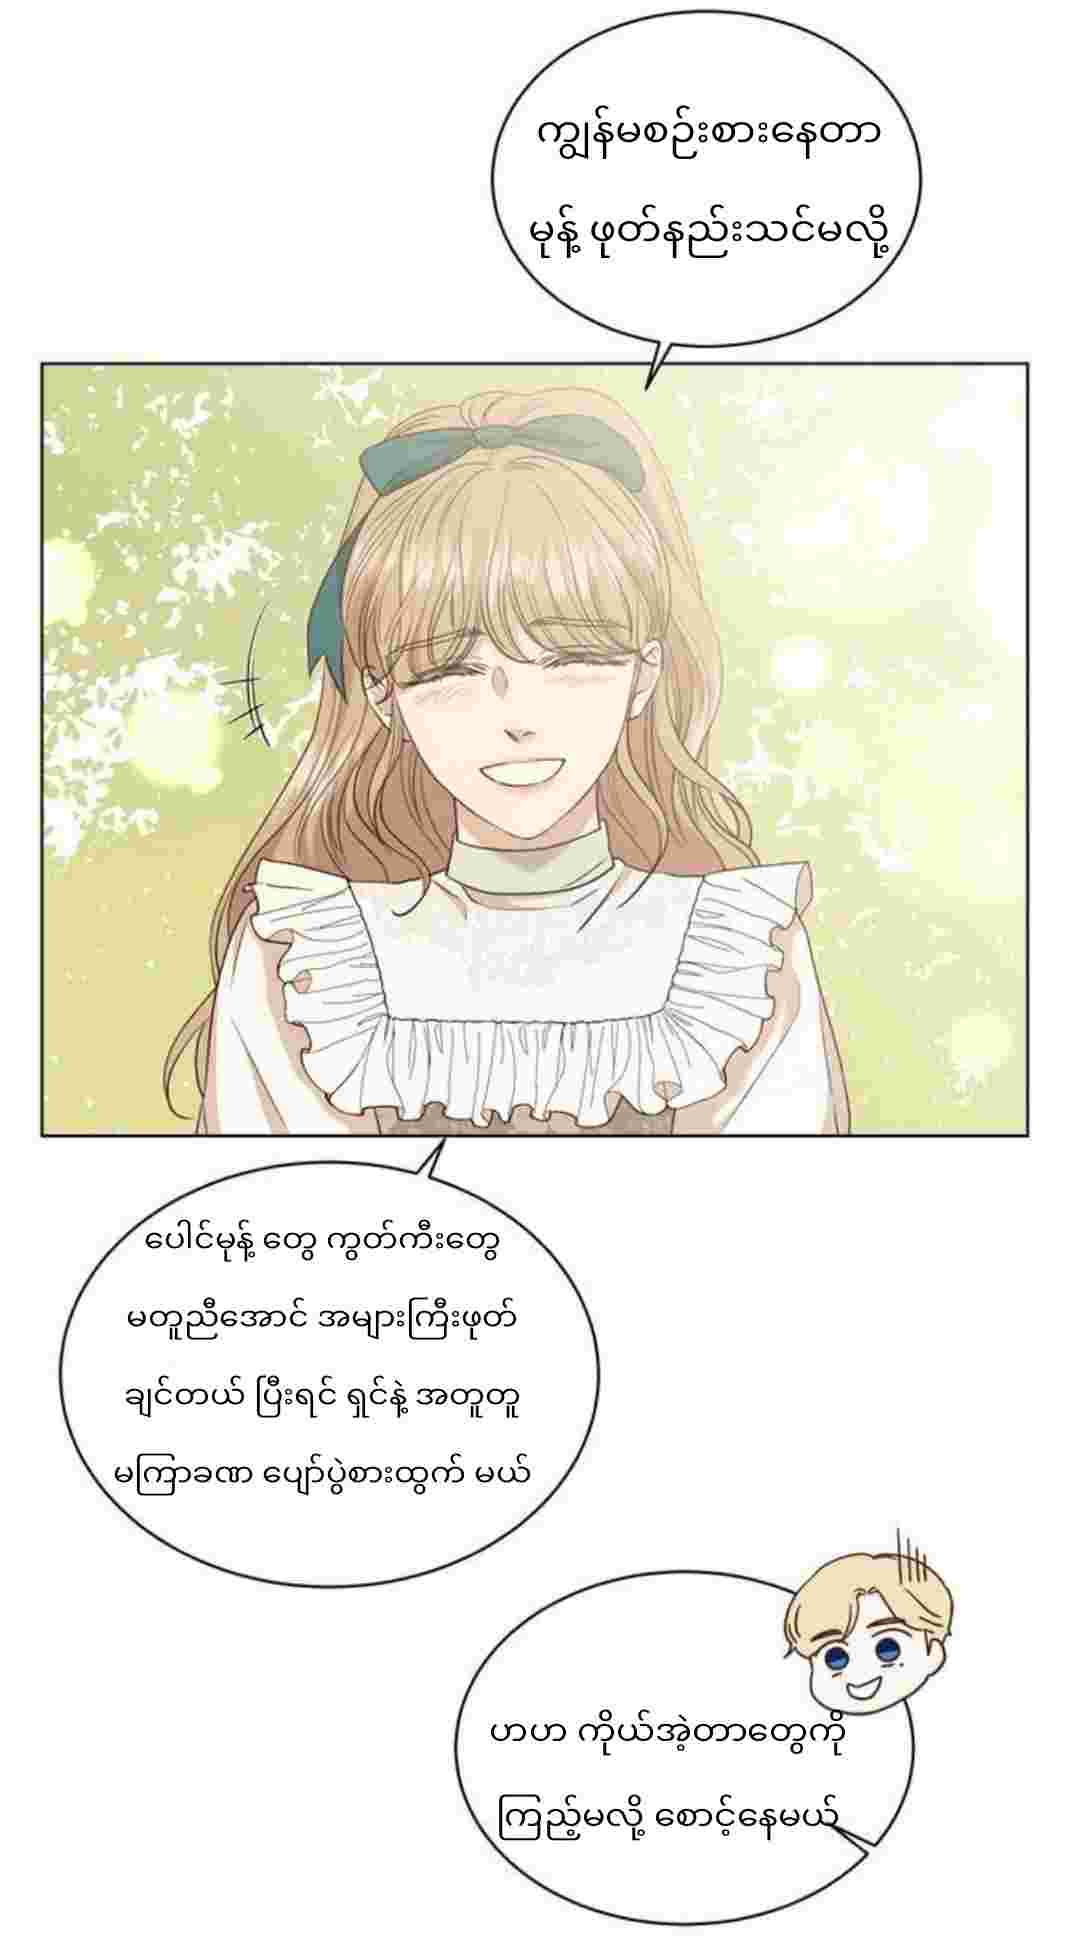 ကျွန်မစဉ်းစားနေတာ
မုန့် ဖုတ်နည်းသင်မလို့
ပေါင်မုန့် တွေ ကွတ်ကီးတွေ
မတူညီအောင် အများကြီးဖုတ်
ချင်တယ် ပြီးရင် ရှင်နဲ့ အတူတူ
မကြာခဏ ပျော်ပွဲစားထွက် မယ်
ဟဟ ကိုယ်အဲ့တာတွေကို
ကြည့်မလို့ စောင့်နေမယ်